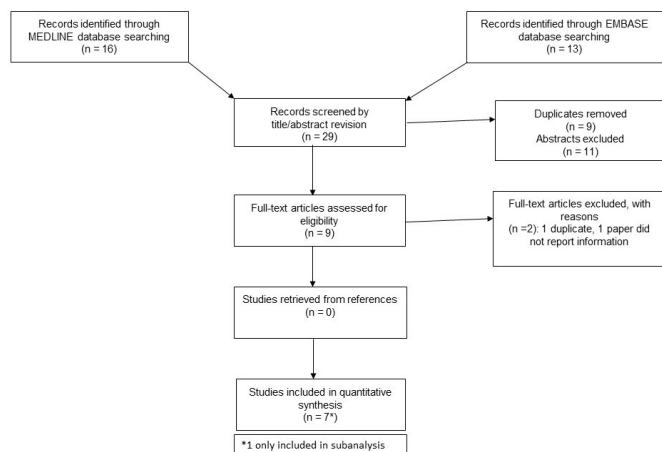 Records identified through
MEDLINE database searching
(n = 16)
Records identified through EMBASE
database searching
(n = 13)
Records screened by
title/abstract revision
(n = 29)
Duplicates removed
(n = 9)
Abstracts excluded
(n = 11)
Full-text articles assessed for
eligibility
(n = 9)
Full-text articles excluded, with
reasons
(n =2): 1 duplicate, 1 paper did
not report information
Studies retrieved from references
(n = 0)
Studies included in quantitative
synthesis
(n = 7*)
*1 only included in subanalysis